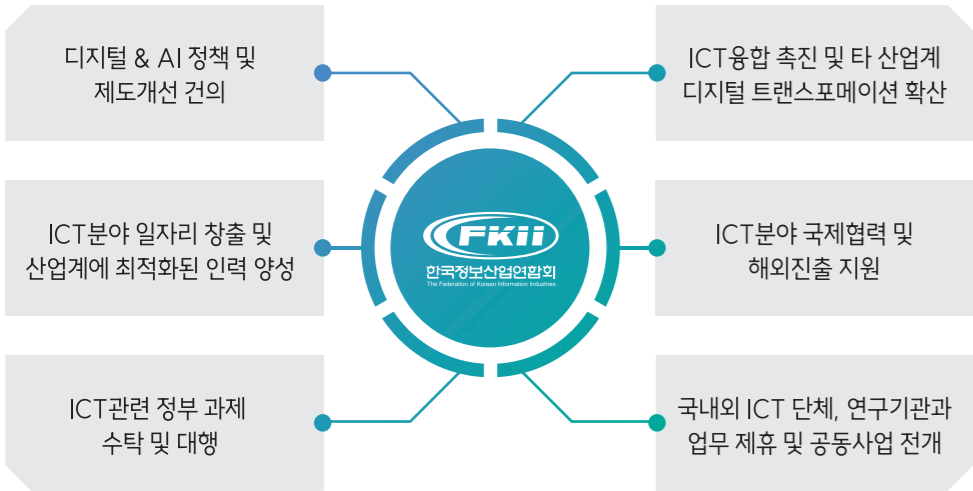 디지털 & AI 정책 및
제도개선 건의
ICT융합 촉진 및 타 산업계
디지털 트랜스포메이션 확산
ICT분야 일자리 창출 및
산업계에 최적화된 인력 양성
FKii
한국정보산업연합회
The Federation of Korean Information Industries
ICT분야 국제협력 및
해외진출 지원
ICT관련 정부 과제
수탁 및 대행
국내외 ICT 단체, 연구기관과
업무 제휴 및 공동사업 전개